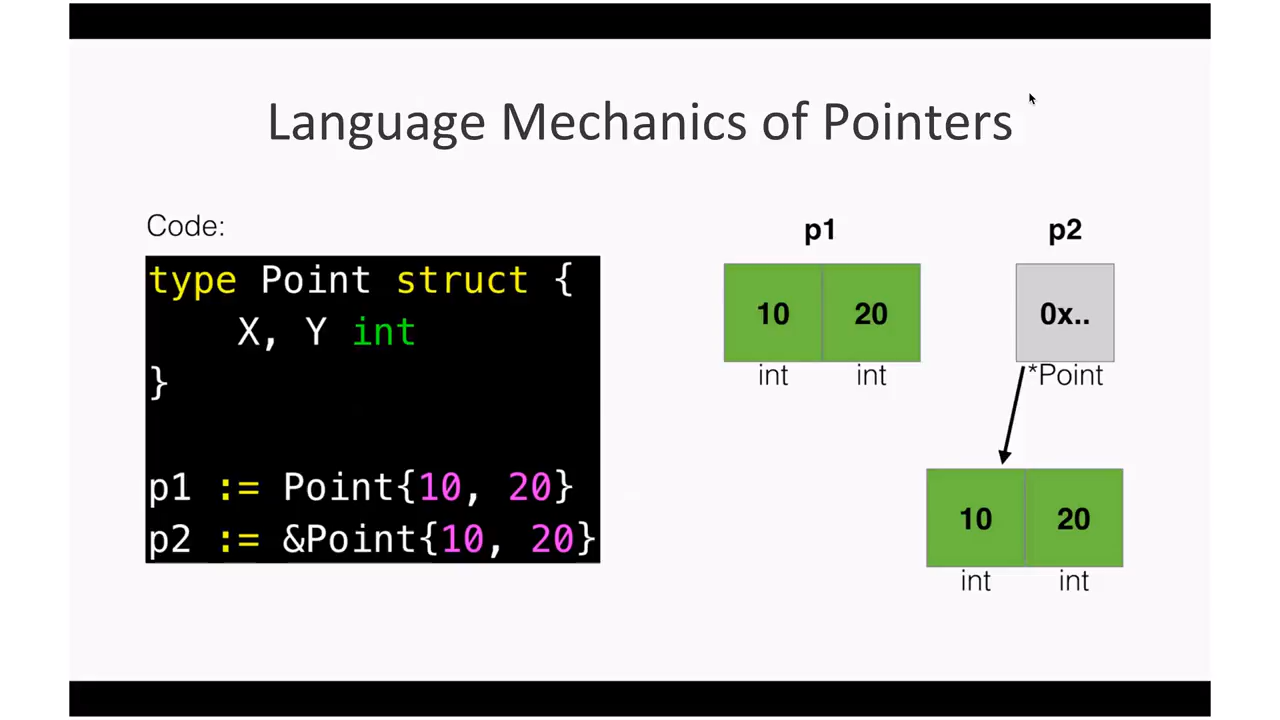 Language Mechanics of Pointers
Code:
type Point struct {
X, Y int
}
p1 := Point{10, 20}
p2 := &Point{10, 20}
p1
10 20
int int
p2
0x..
*Point
10 20
int int